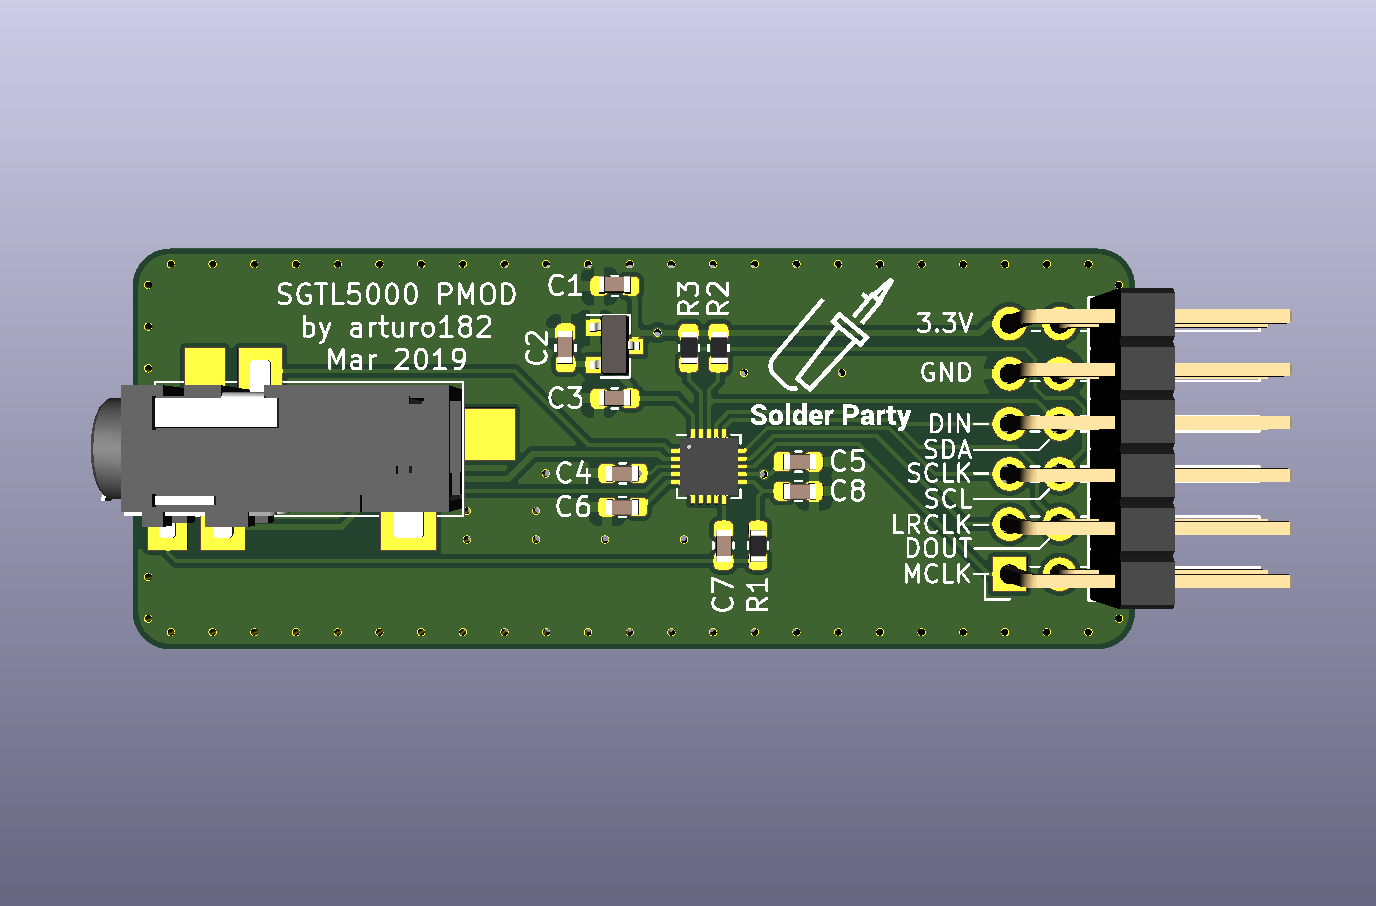 SGTL5000 PMOD
by arturo182
Mar 2019
C1
C2
C3
R3
R2
Solder Party
C4
C6
C5
C8
C7
R1
3.3V
GND
DIN
SDA
SCLK
SCL
LRCLK
DOUT
MCLK